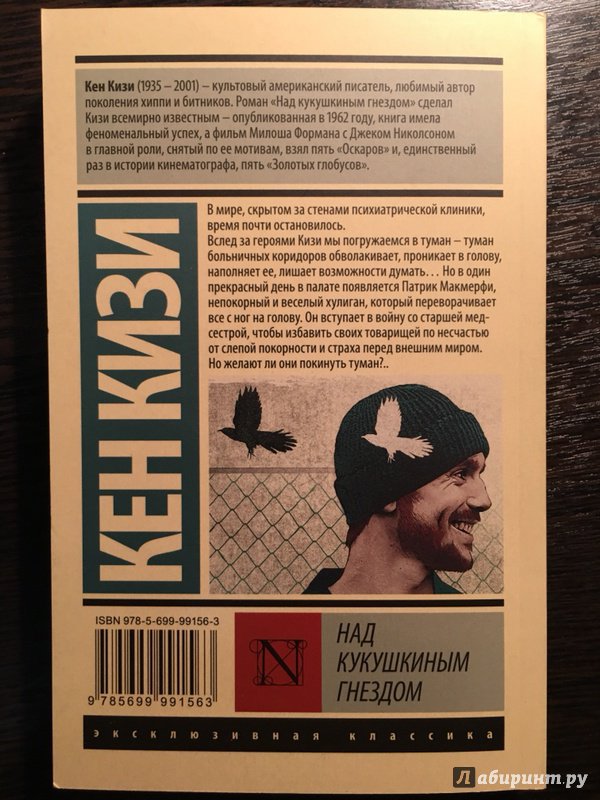 Кен Кизи (1935 – 2001) – культовый американский писатель, любимый автор
поколения хиппи и битников. Роман «Над кукушкиным гнездом» сделал
Кизи всемирно известным – опубликованная в 1962 году, книга имела
феноменальный успех, а фильм Милоша Формана с Джеком Николсоном
в главной роли, снятый по ее мотивам, взял пять «Оскаров» и, единственный
раз в истории кинематографа, пять «Золотых глобусов».
КЕН КИЗИ
В мире, скрытом за стенами психиатрической клиники,
время почти остановилось.
Вслед за героями Кизи мы погружаемся в туман – туман
больничных коридоров обволакивает, проникает в голову,
наполняет ее, лишает возможности думать… Но в один
прекрасный день в палате появляется Патрик Макмерфи,
непокорный и веселый хулиган, который переворачивает
все с ног на голову. Он вступает в войну со старшей мед-
сестрой, чтобы избавить своих товарищей по несчастью
от слепой покорности и страха перед внешним миром.
Но желают ли они покинуть туман?..
ISBN 978-5-699-99156-3
9 785699 991563
N
НАД
КУКУШКИНЫМ
ГНЕЗДОМ
эксклюзивная классика
Лабиринт.ру